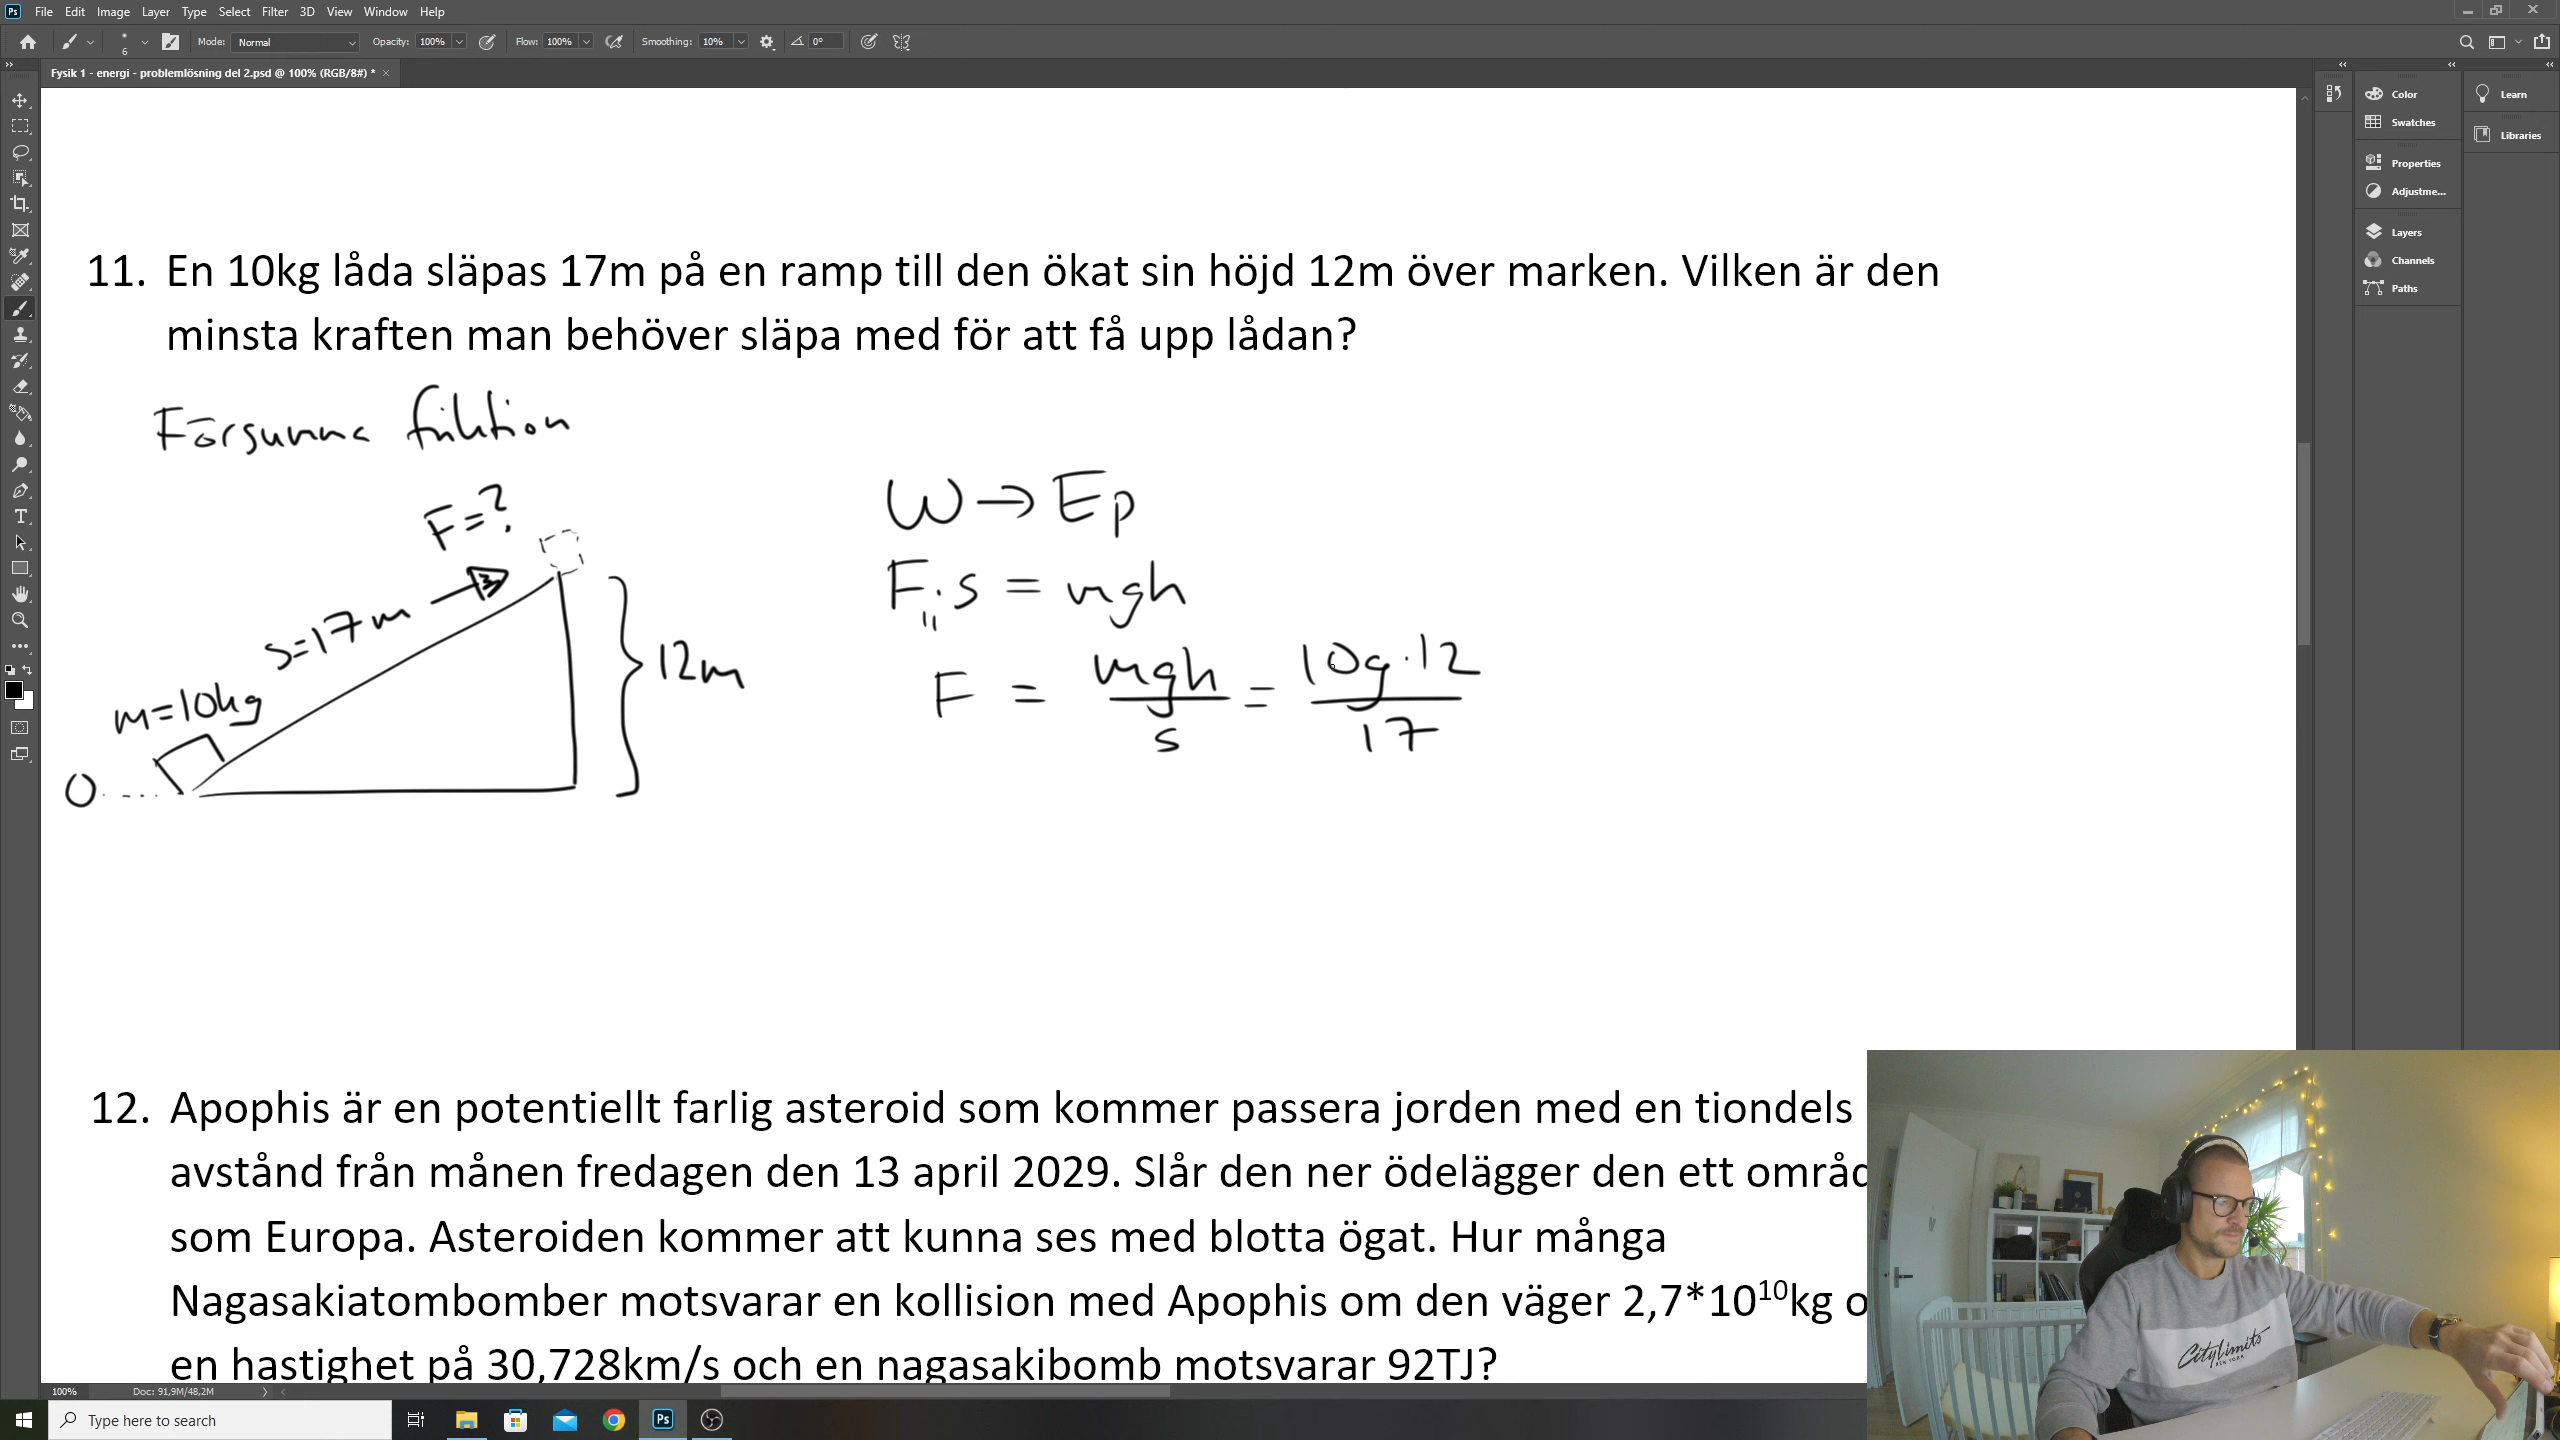 Ps File Edit Image Layer Type Select Filter 3D View Window Help
6 Mode: Normal Opacity: 100% Flow: 100% Smoothing: 10% 0°
Fysik 1 - energi - problemlösning del 2.psd @ 100% (RGB/8#) * ×
Color
Swatches
Properties
Adjustme...
Layers
Channels
Paths
Learn
Libraries
11. En 10kg låda släpas 17m på en ramp till den ökat sin höjd 12m över marken. Vilken är den
minsta kraften man behöver släpa med för att få upp lådan?
Försumma friktion
F=?
s=17m
m=10kg
0
12m
W→Ep
F·s = mgh
F = mgh/s = 10g·12/17
12. Apophis är en potentiellt farlig asteroid som kommer passera jorden med en tiondels
avstånd från månen fredagen den 13 april 2029. Slår den ner ödelägger den ett områd
som Europa. Asteroiden kommer att kunna ses med blotta ögat. Hur många
Nagasakiatombomber motsvarar en kollision med Apophis om den väger 2,7*10¹⁰kg o
en hastighet på 30,728km/s och en nagasakibomb motsvarar 92TJ?
CityLimits
NEW YORK
100% Doc: 91,9M/48,2M
Type here to search
Ps